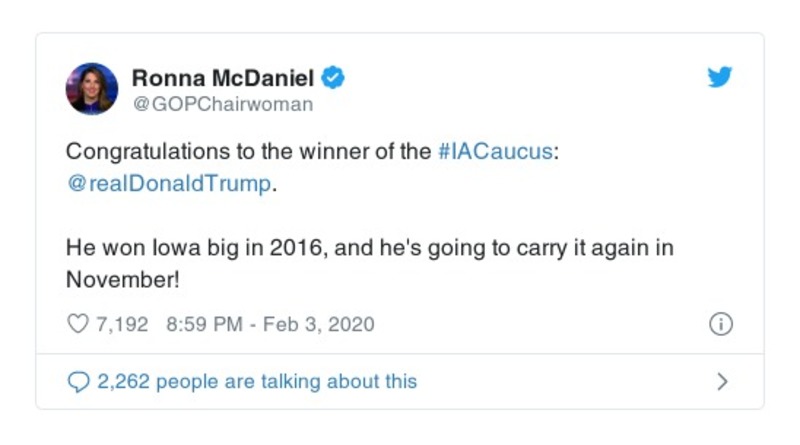 Ronna McDaniel
@GOPChairwoman
Congratulations to the winner of the #IACaucus:
@realDonaldTrump.
He won Iowa big in 2016, and he's going to carry it again in
November!
7,192 8:59 PM - Feb 3, 2020
2,262 people are talking about this